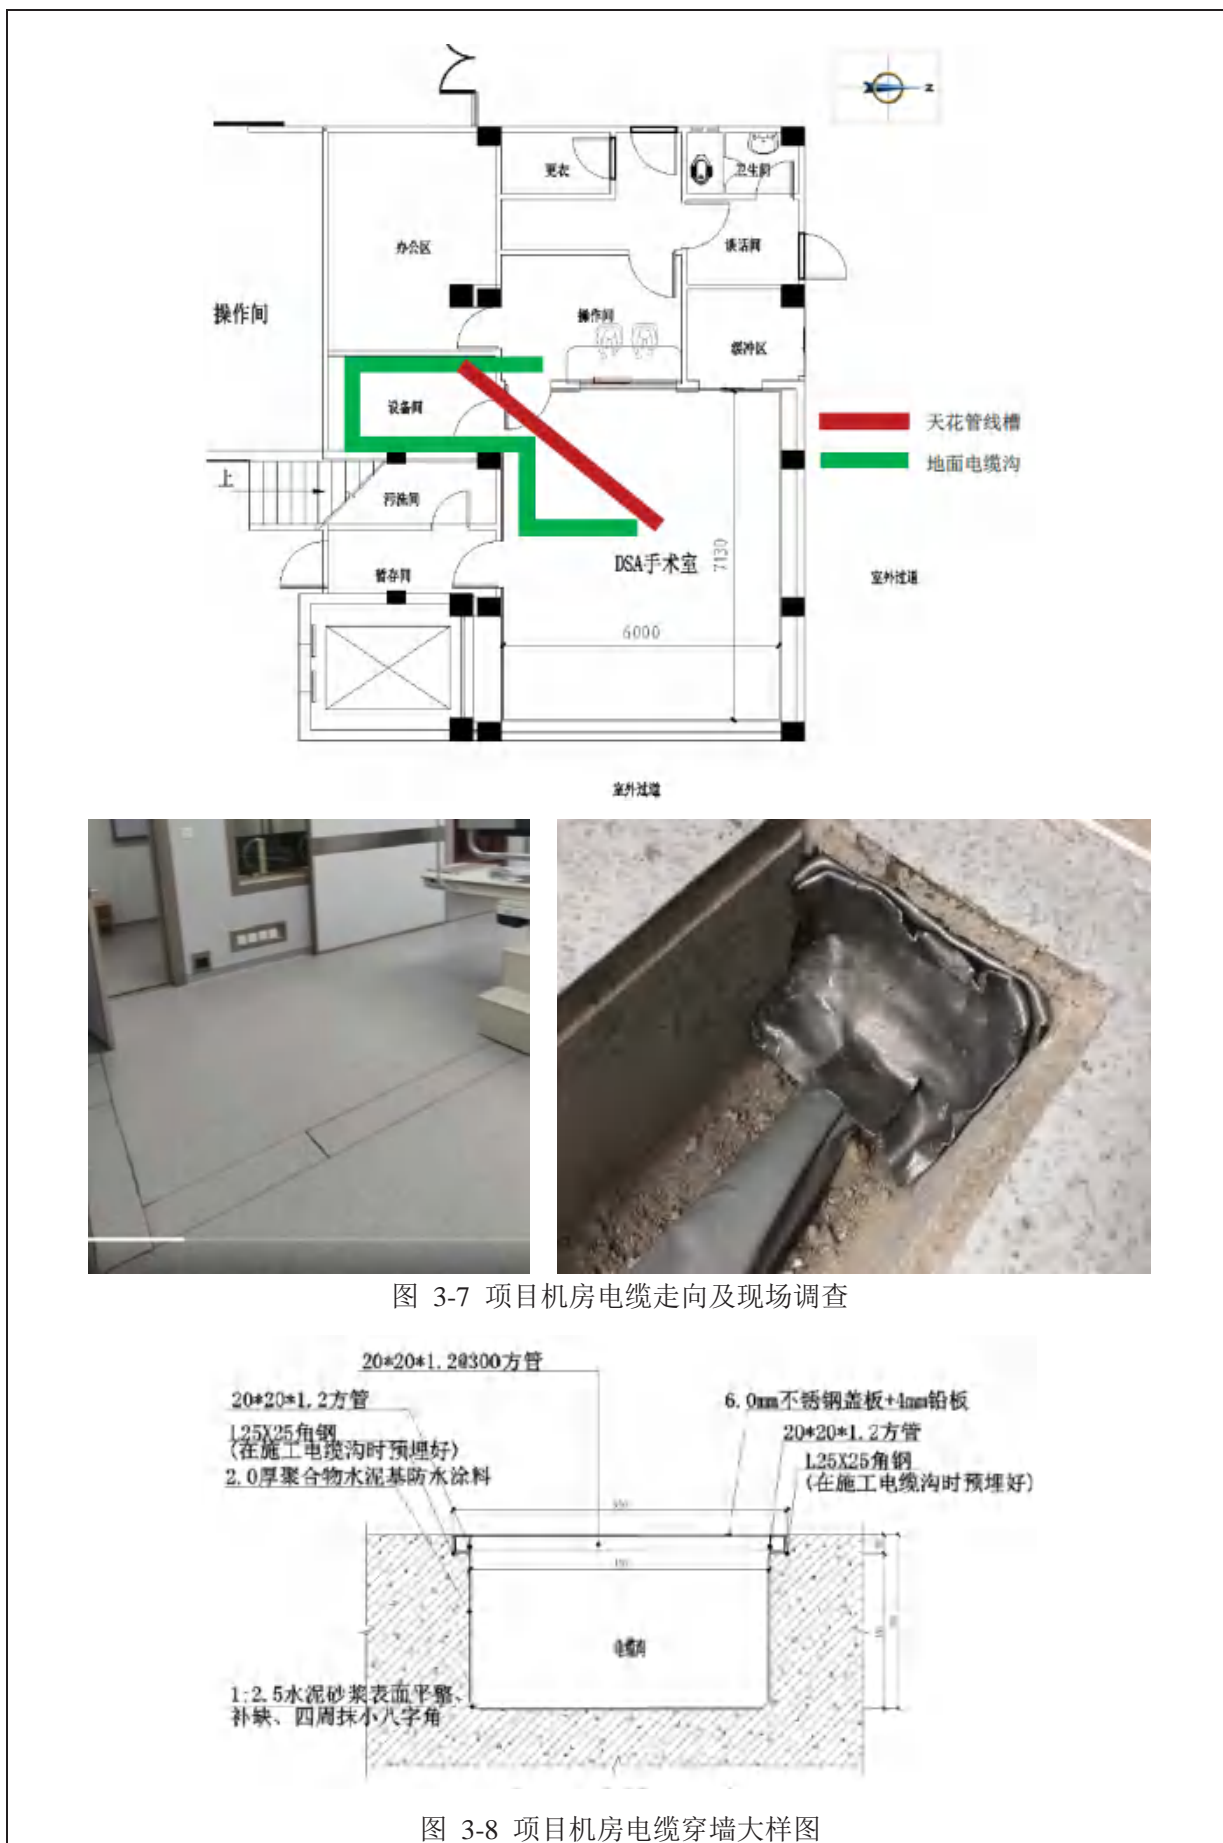 N
更衣
卫生间
办公区
谈话间
操作间
操作间
缓冲区
设备间
天花管线槽
地面电缆沟
上
污洗间
DSA手术室
7130
室外过道
暂存间
6000
室外过道
图 3-7 项目机房电缆走向及现场调查
20*20*1.2@300方管
20*20*1.2方管
6.0mm不锈钢盖板+4mm铅板
L25X25角钢
(在施工电缆沟时预埋好)
20*20*1.2方管
2.0厚聚合物水泥基防水涂料
L25X25角钢
(在施工电缆沟时预埋好)
电缆沟
1:2.5水泥砂浆表面平整、
补缺、四周抹小八字角
图 3-8 项目机房电缆穿墙大样图